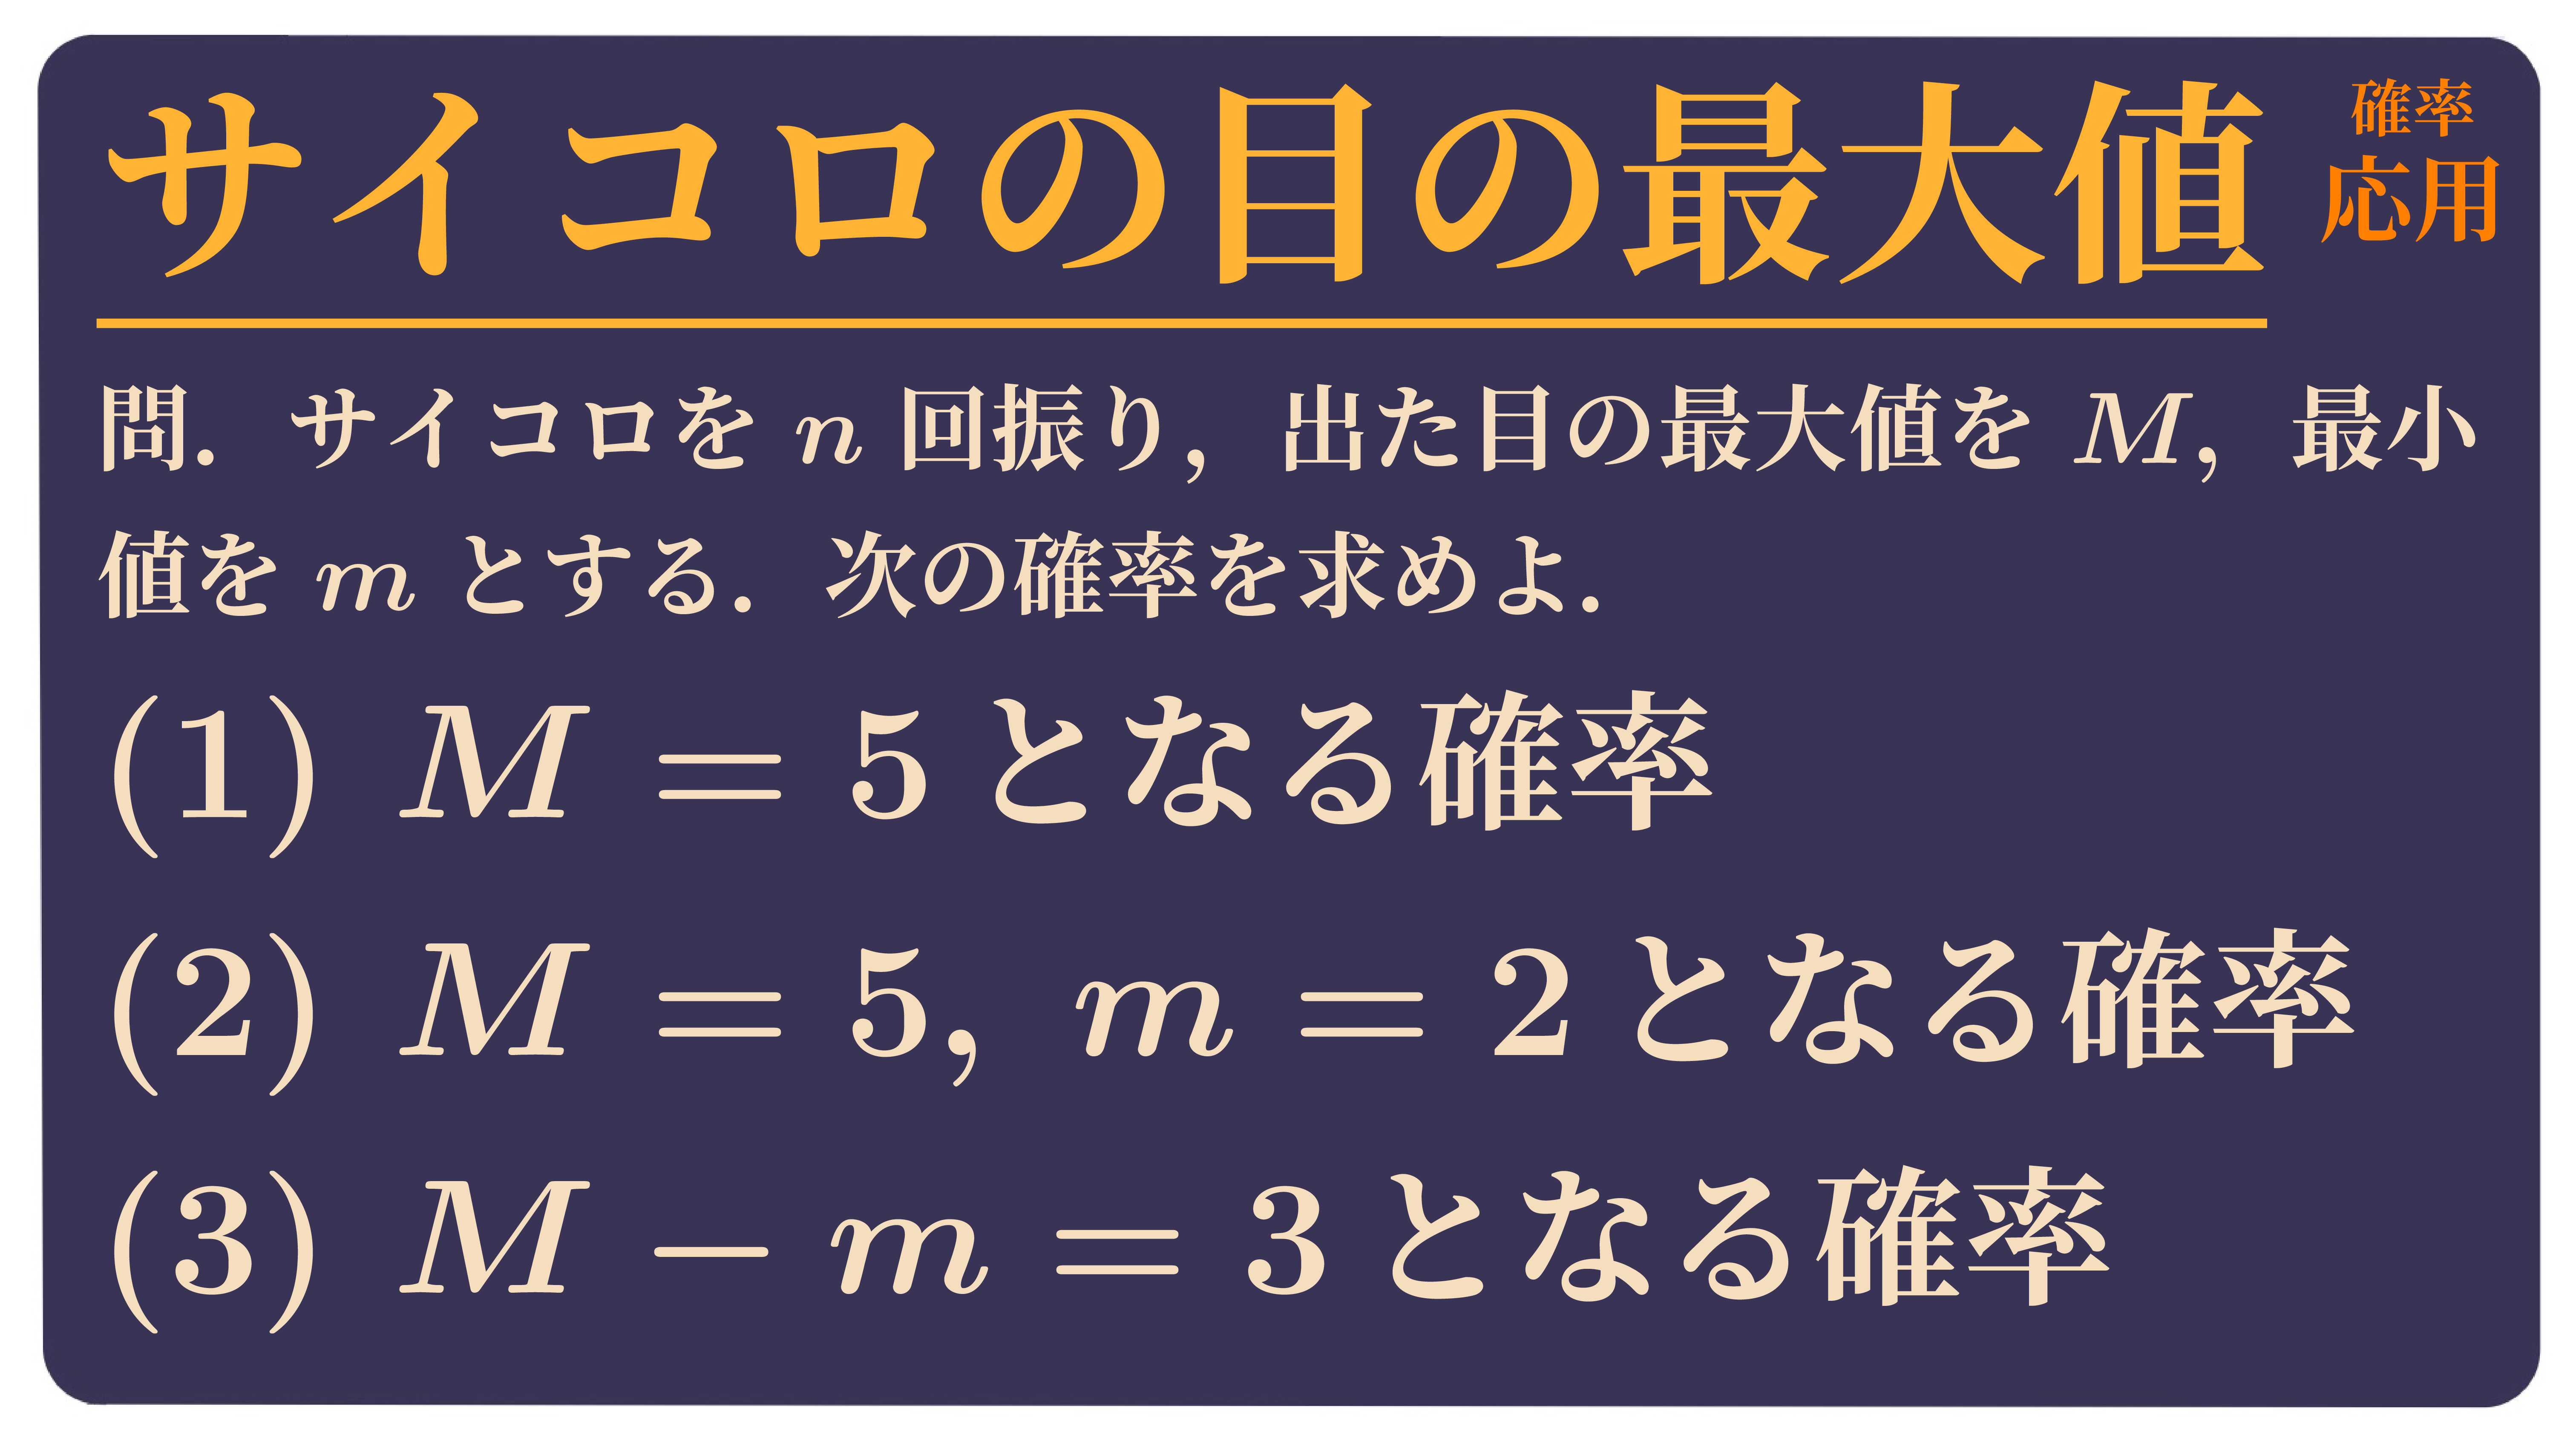 サイコロの目の最大値
確率
応用
問．サイコロを n 回振り，出た目の最大値を M，最小
値を m とする．次の確率を求めよ．
(1) M = 5 となる確率
(2) M = 5, m = 2 となる確率
(3) M − m = 3 となる確率